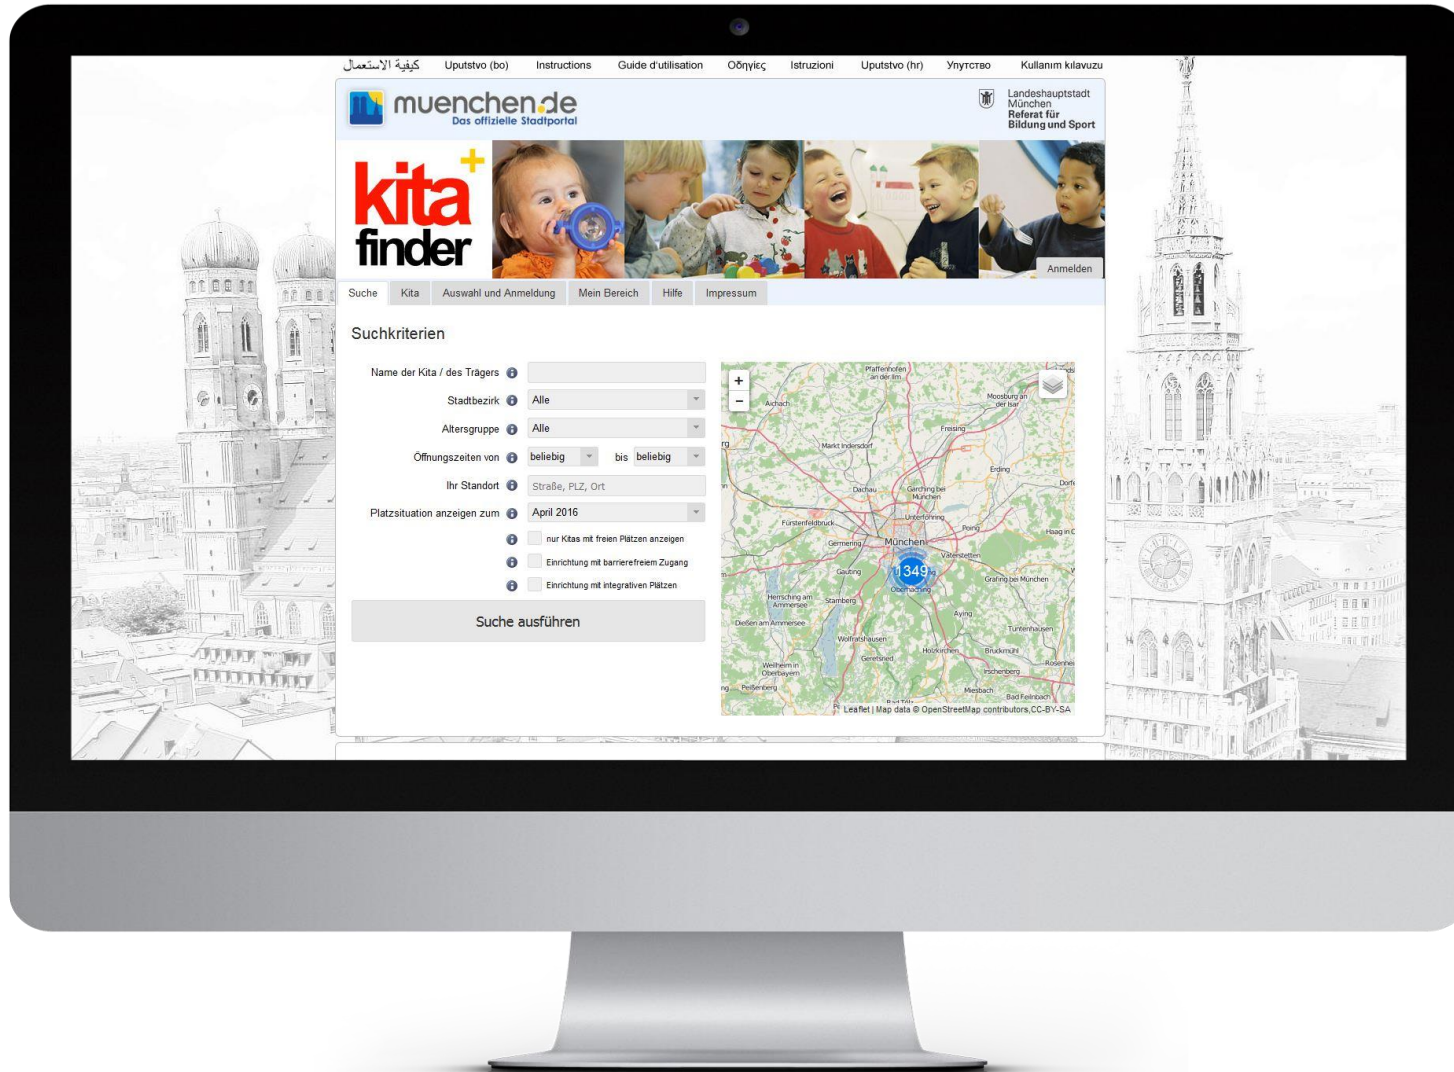 كيفية الاستعمال Uputstvo (bo) Instructions Guide d'utilisation Οδηγίες Istruzioni Uputstvo (hr) Упутство Kullanım kılavuzu
muenchen.de
Das offizielle Stadtportal
Landeshauptstadt
München
Referat für
Bildung und Sport
kita+
finder
Anmelden
Suche Kita Auswahl und Anmeldung Mein Bereich Hilfe Impressum
Suchkriterien
Name der Kita / des Trägers
Stadtbezirk Alle
Altersgruppe Alle
Öffnungszeiten von beliebig bis beliebig
Ihr Standort Straße, PLZ, Ort
Platzsituation anzeigen zum April 2016
nur Kitas mit freien Plätzen anzeigen
Einrichtung mit barrierefreiem Zugang
Einrichtung mit integrativen Plätzen
Suche ausführen
+
−
Pfaffenhofen
an der Ilm
Aichach
Moosburg an
der Isar
Freising
Markt Indersdorf
Erding
Dachau
Garching bei
München
Fürstenfeldbruck
Unterföhring
Poing
Haag in
Germering
München
Vaterstetten
Gauting
1349
Grafing bei München
Oberhaching
Herrsching am
Ammersee
Starnberg
Aying
Dießen am Ammersee
Tuntenhausen
Wolfratshausen
Holzkirchen
Bruckmühl
Geretsried
Weilheim in
Oberbayern
Irschenberg
Peißenberg
Miesbach
Bad Feilnbach
Bad Tölz
Leaflet | Map data © OpenStreetMap contributors,CC-BY-SA